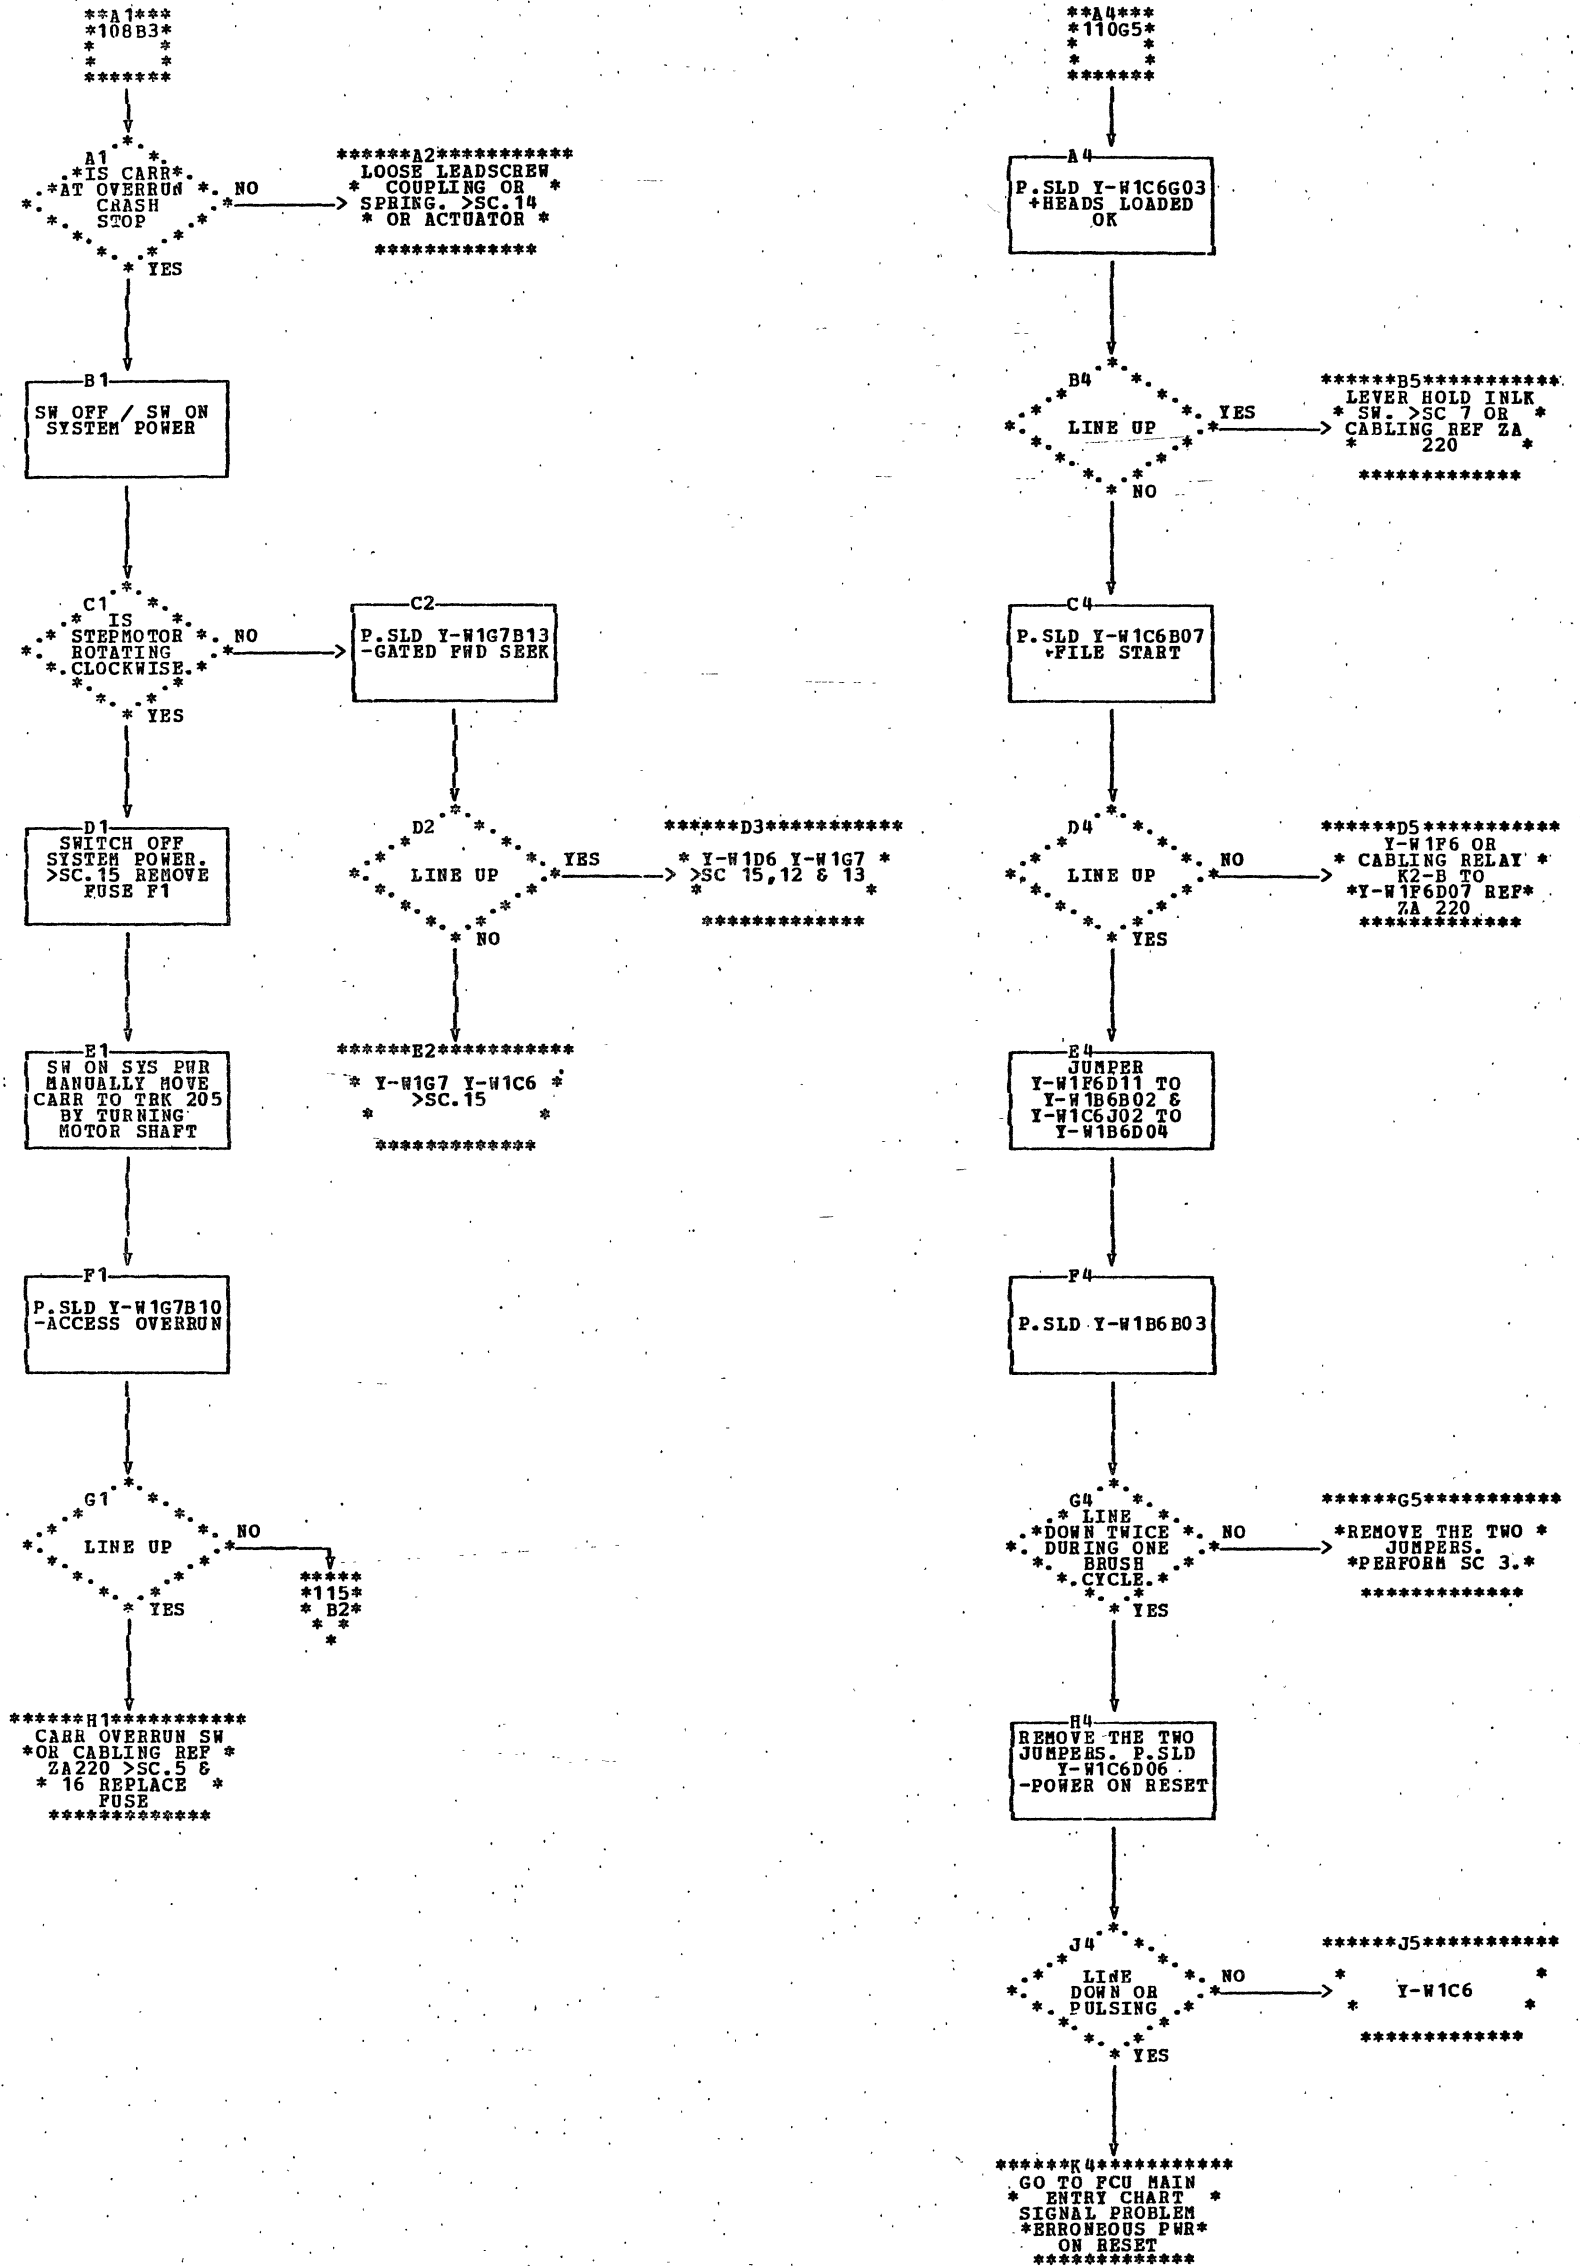 **A1***
*108B3*
* *
* *
*******
A1
*IS CARR*
*AT OVERRUN *. NO
CRASH
STOP
* YES
******A2***********
LOOSE LEADSCREW
* COUPLING OR *
SPRING. >SC.14
* OR ACTUATOR *
*************
B1
SW OFF / SW ON
SYSTEM POWER
C1
IS
STEPMOTOR *. NO
ROTATING
*.CLOCKWISE.*
* YES
C2
P.SLD Y-W1G7B13
-GATED FWD SEEK
D1
SWITCH OFF
SYSTEM POWER.
>SC.15 REMOVE
FUSE F1
D2
LINE UP
YES
* NO
******D3***********
* Y-W1D6 Y-W1G7 *
>SC 15,12 & 13
* *
*************
E1
SW ON SYS PWR
MANUALLY MOVE
CARR TO TRK 205
BY TURNING
MOTOR SHAFT
******E2***********
* Y-W1G7 Y-W1C6 *
>SC.15
* *
*************
F1
P.SLD Y-W1G7B10
-ACCESS OVERRUN
G1
LINE UP
NO
* YES
*****
*115*
* B2*
* *
*
******H1***********
CARR OVERRUN SW
*OR CABLING REF *
ZA220 >SC.5 &
* 16 REPLACE *
FUSE
*************
**A4***
*110G5*
* *
* *
*******
A4
P.SLD Y-W1C6G03
+HEADS LOADED
OK
B4
LINE UP
YES
* NO
******B5***********
LEVER HOLD INLK
* SW. >SC 7 OR *
CABLING REF ZA
* 220 *
*************
C4
P.SLD Y-W1C6B07
+FILE START
D4
LINE UP
NO
* YES
******D5***********
Y-W1F6 OR
* CABLING RELAY *
K2-B TO
*Y-W1F6D07 REF*
ZA 220
*************
E4
JUMPER
Y-W1F6D11 TO
Y-W1B6B02 &
Y-W1C6J02 TO
Y-W1B6D04
F4
P.SLD Y-W1B6B03
G4
LINE
*DOWN TWICE *. NO
DURING ONE
BRUSH
*.CYCLE.*
* YES
******G5***********
*REMOVE THE TWO *
JUMPERS.
*PERFORM SC 3.*
*************
H4
REMOVE THE TWO
JUMPERS. P.SLD
Y-W1C6D06
-POWER ON RESET
J4
LINE
NO
DOWN OR
PULSING
* YES
******J5***********
* *
Y-W1C6
* *
*************
******K4***********
GO TO FCU MAIN
* ENTRY CHART *
SIGNAL PROBLEM
*ERRONEOUS PWR*
ON RESET
*************